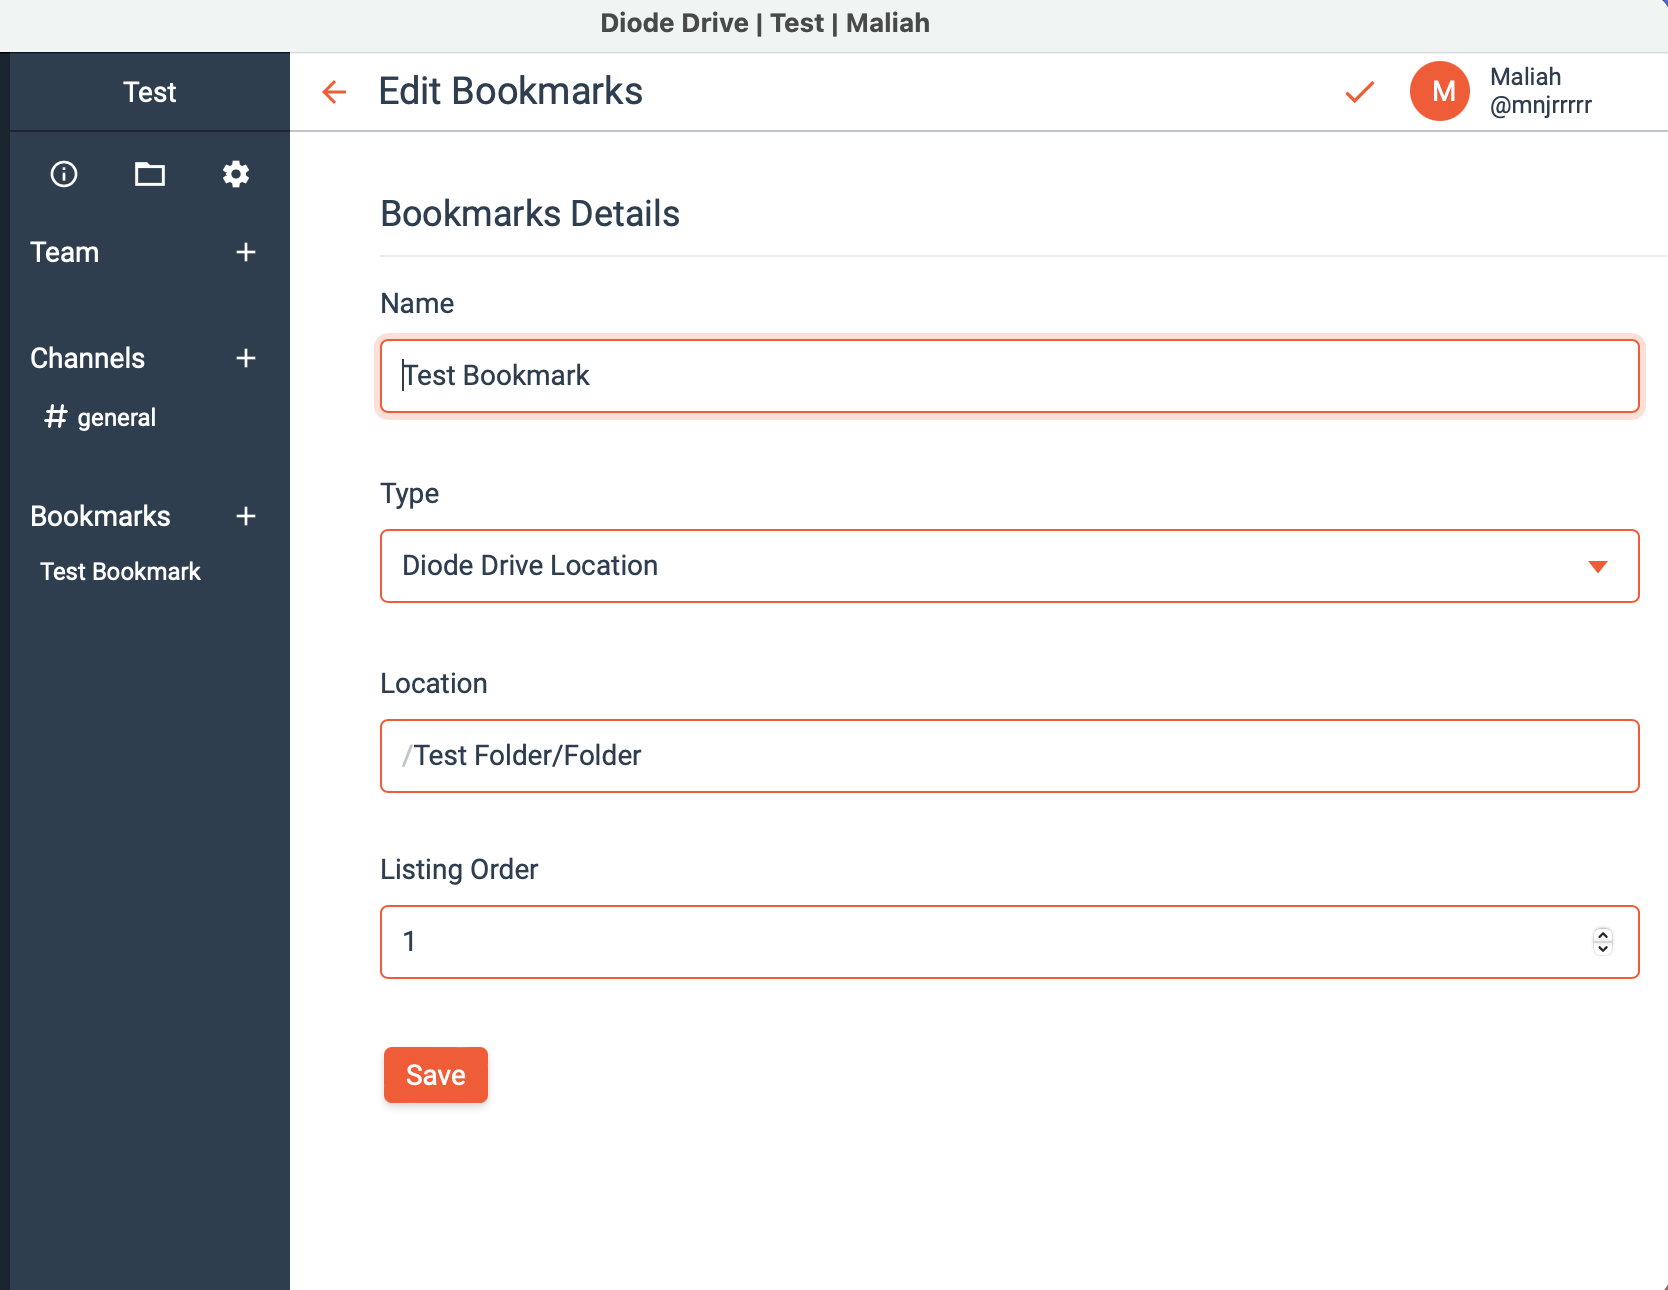 Diode Drive | Test | Maliah
Test
Edit Bookmarks
M
Maliah
@mnjrrrrr
Team
Channels
# general
Bookmarks
Test Bookmark
Bookmarks Details
Name
Test Bookmark
Type
Diode Drive Location
Location
/Test Folder/Folder
Listing Order
1
Save